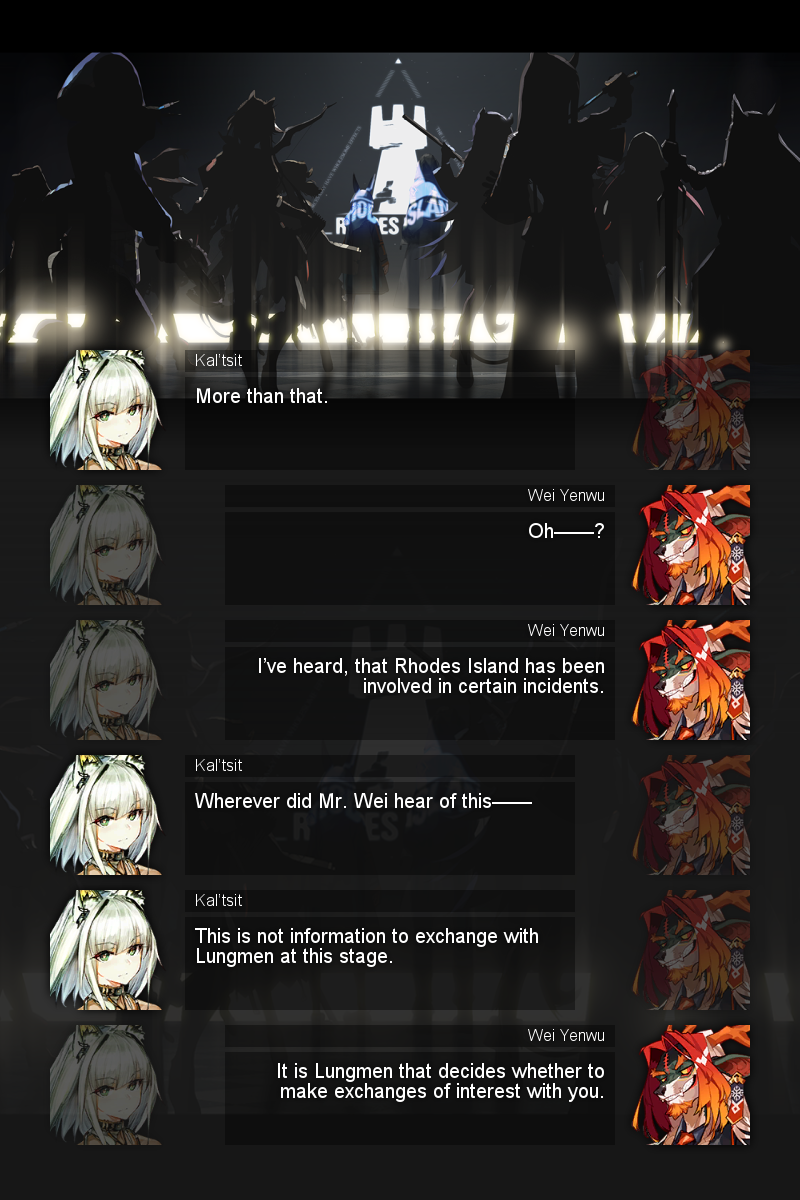 RHODES ISLAND
Kal'tsit
More than that.
Wei Yenwu
Oh——?
Wei Yenwu
I've heard, that Rhodes Island has been
involved in certain incidents.
Kal'tsit
Wherever did Mr. Wei hear of this——
Kal'tsit
This is not information to exchange with
Lungmen at this stage.
Wei Yenwu
It is Lungmen that decides whether to
make exchanges of interest with you.